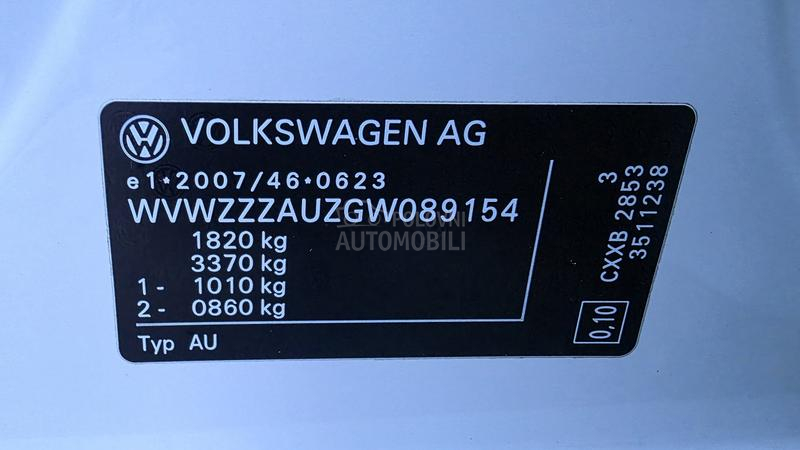 VOLKSWAGEN AG
e1*2007/46*0623
WVWZZZAUZGW089154
1820 kg
3370 kg
1- 1010 kg
2- 0860 kg
Typ AU
3
CXXB 2853
3511238
0,10
POLOVNI
AUTOMOBILI